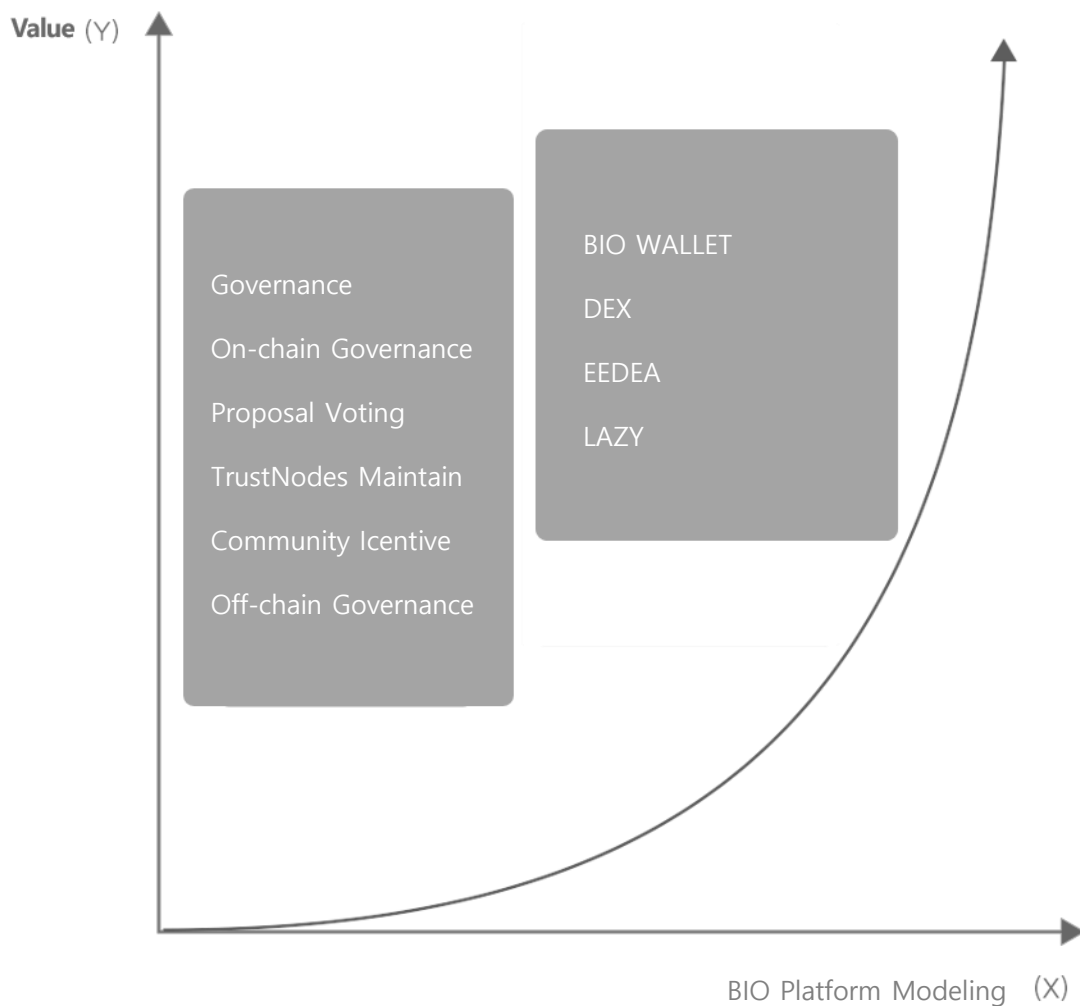 Value (Y)
Governance
On-chain Governance
Proposal Voting
TrustNodes Maintain
Community Icentive
Off-chain Governance
BIO WALLET
DEX
EEDEA
LAZY
BIO Platform Modeling (X)